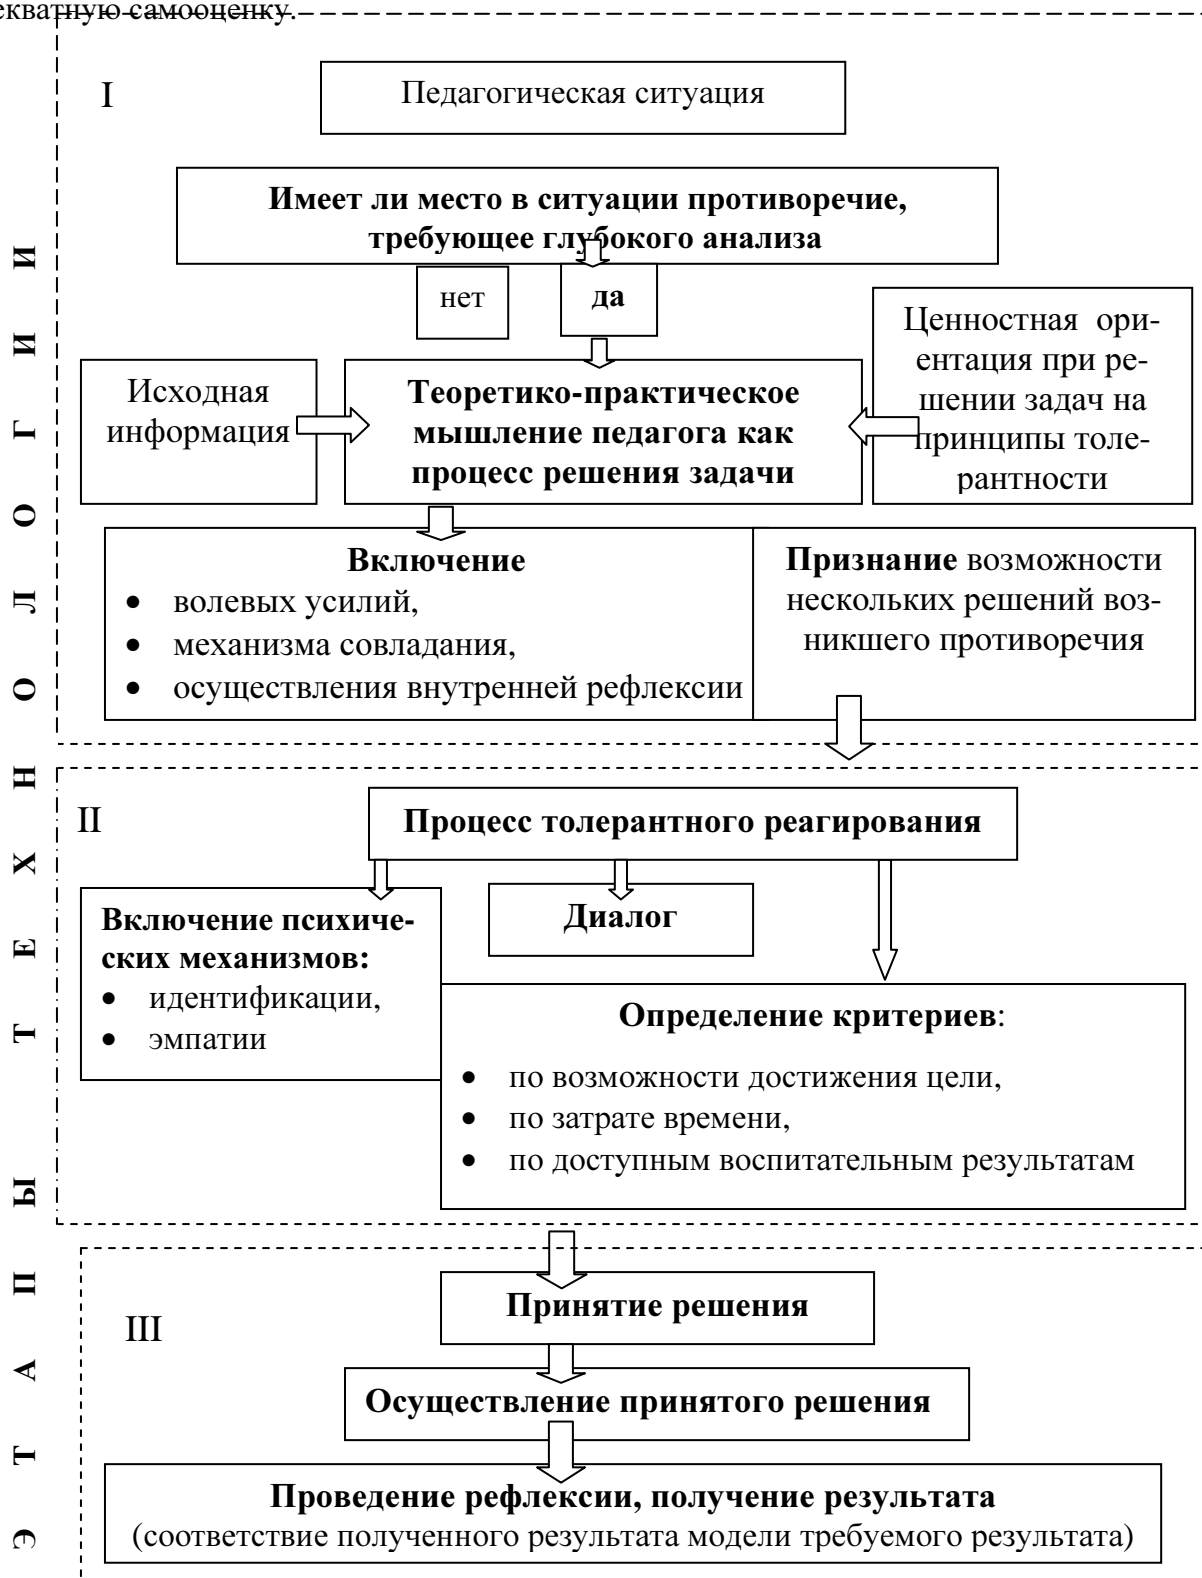 екватную самооценку.
I
Педагогическая ситуация
Имеет ли место в ситуации противоречие,
требующее глубокого анализа
нет
да
Ценностная ори-
ентация при ре-
шении задач на
принципы толе-
рантности
Исходная
информация
Теоретико-практическое
мышление педагога как
процесс решения задачи
Включение
• волевых усилий,
• механизма совладания,
• осуществления внутренней рефлексии
Признание возможности
нескольких решений воз-
никшего противоречия
II
Процесс толерантного реагирования
Включение психиче-
ских механизмов:
• идентификации,
• эмпатии
Диалог
Определение критериев:
• по возможности достижения цели,
• по затрате времени,
• по доступным воспитательным результатам
III
Принятие решения
Осуществление принятого решения
Проведение рефлексии, получение результата
(соответствие полученного результата модели требуемого результата)
Э Т А П Ы Т Е Х Н О Л О Г И И